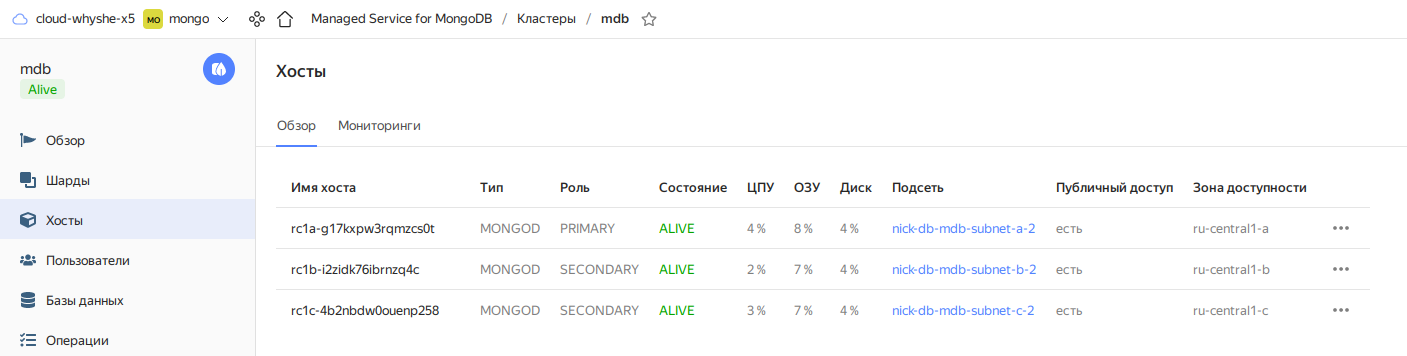 cloud-whyshe-x5 MO mongo Managed Service for MongoDB / Кластеры / mdb
mdb
Alive
Обзор
Шарды
Хосты
Пользователи
Базы данных
Операции
Хосты
Обзор Мониторинги
Имя хоста Тип Роль Состояние ЦПУ ОЗУ Диск Подсеть Публичный доступ Зона доступности
rc1a-g17kxpw3rqmzcs0t MONGOD PRIMARY ALIVE 4 % 8 % 4 % nick-db-mdb-subnet-a-2 есть ru-central1-a
rc1b-i2zidk76ibrnzq4c MONGOD SECONDARY ALIVE 2 % 7 % 4 % nick-db-mdb-subnet-b-2 есть ru-central1-b
rc1c-4b2nbdw0ouenp258 MONGOD SECONDARY ALIVE 3 % 7 % 4 % nick-db-mdb-subnet-c-2 есть ru-central1-c